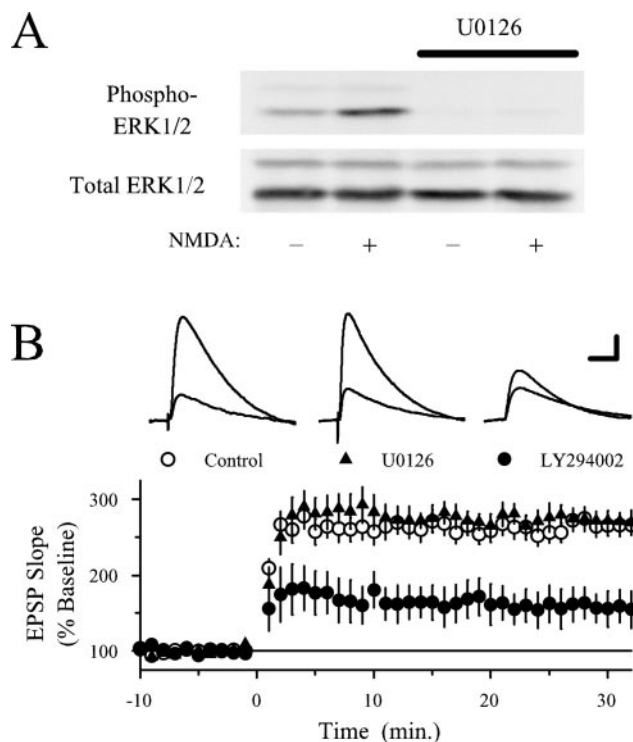 A
U0126
Phospho-
ERK1/2
Total ERK1/2
NMDA: – + – +
B
Control U0126 LY294002
EPSP Slope
(% Baseline)
300
200
100
-10 0 10 20 30
Time (min.)